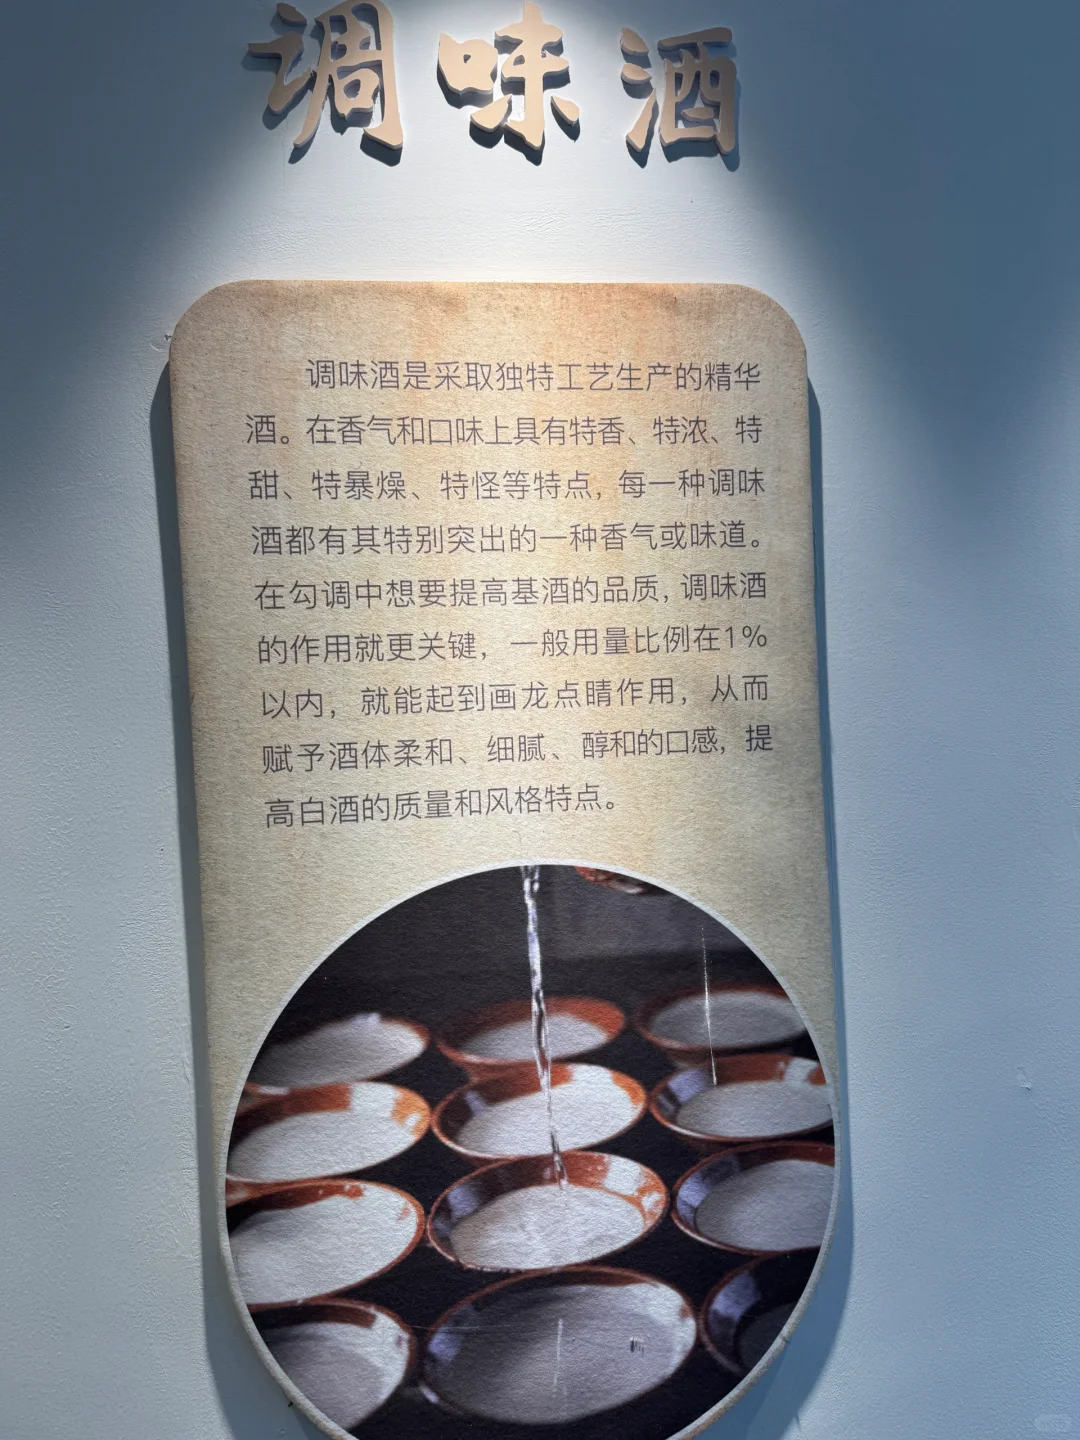 调味酒
调味酒是采取独特工艺生产的精华
酒。在香气和口味上具有特香、特浓、特
甜、特暴燥、特怪等特点，每一种调味
酒都有其特别突出的一种香气或味道。
在勾调中想要提高基酒的品质，调味酒
的作用就更关键，一般用量比例在1%
以内，就能起到画龙点睛作用，从而
赋予酒体柔和、细腻、醇和的口感，提
高白酒的质量和风格特点。